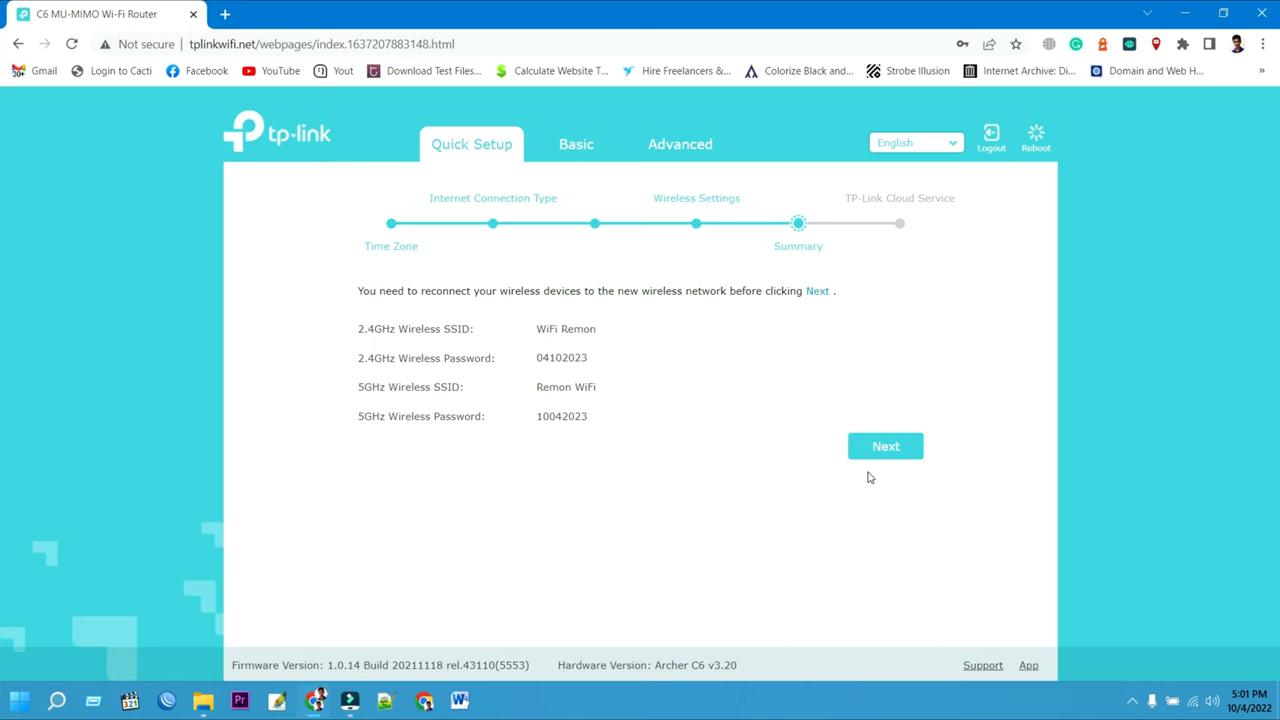 C6 MU-MIMO Wi-Fi Router
Not secure tplinkwifi.net/webpages/index.1637207883148.html
Gmail Login to Cacti Facebook YouTube Yout Download Test Files... Calculate Website T... Hire Freelancers &... Colorize Black and... Strobe Illusion Internet Archive: Di... Domain and Web H... »
tp-link
Quick Setup Basic Advanced English Logout Reboot
Internet Connection Type Wireless Settings TP-Link Cloud Service
Time Zone Summary
You need to reconnect your wireless devices to the new wireless network before clicking Next .
2.4GHz Wireless SSID: WiFi Remon
2.4GHz Wireless Password: 04102023
5GHz Wireless SSID: Remon WiFi
5GHz Wireless Password: 10042023
Next
Firmware Version: 1.0.14 Build 20211118 rel.43110(5553) Hardware Version: Archer C6 v3.20 Support App
Pr W
5:01 PM
10/4/2022